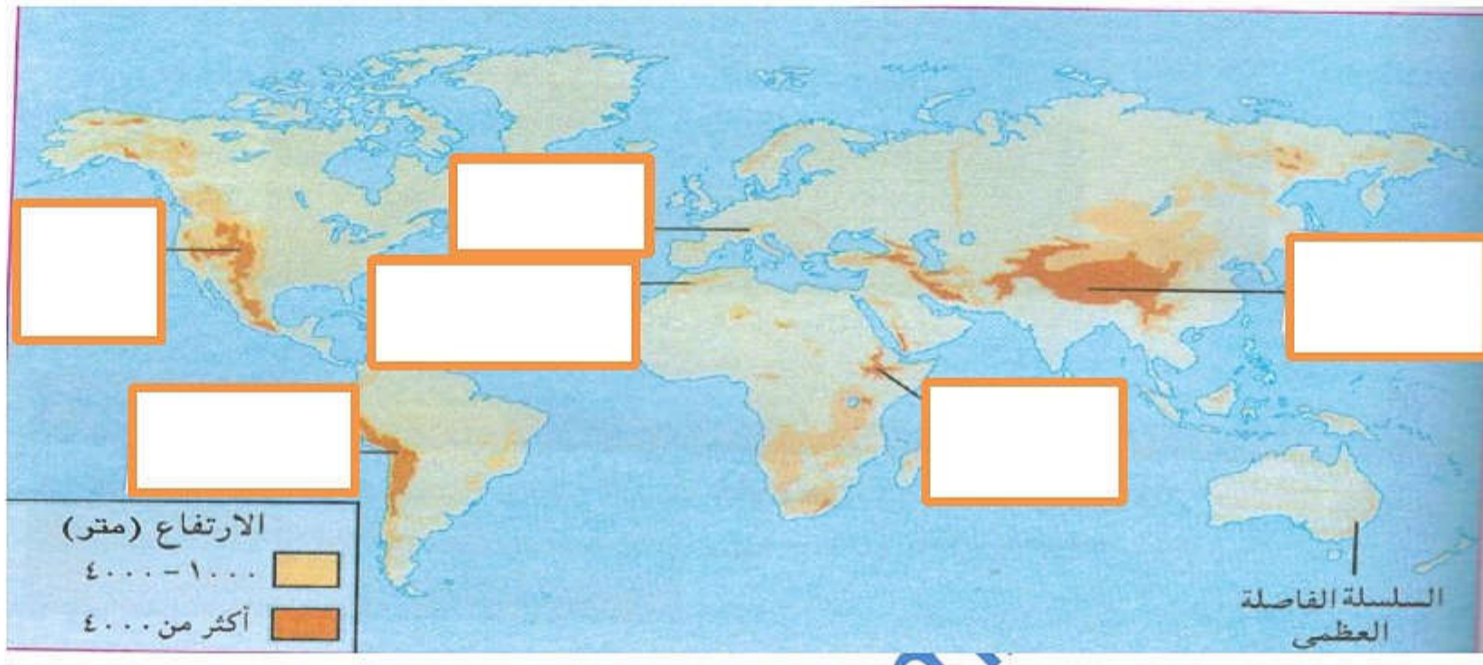 الارتفاع (متر)
١٠٠٠ - ٤٠٠٠
أكثر من ٤٠٠٠
السلسلة الفاصلة
العظمى